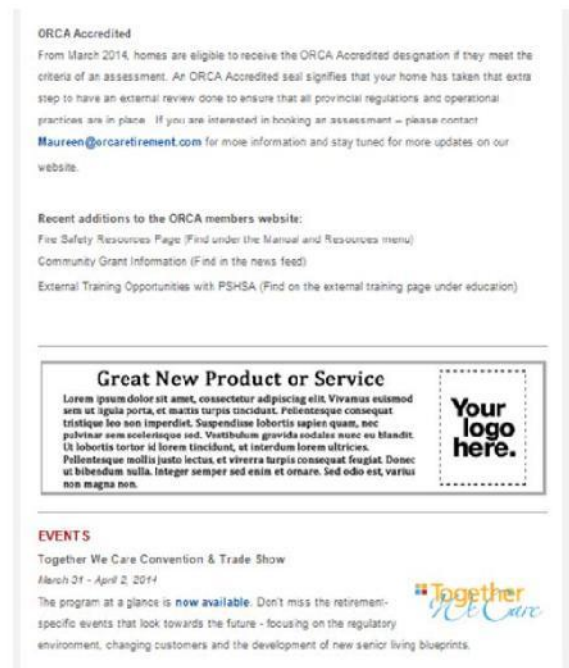 ORCA Accredited
From March 2014, homes are eligible to receive the ORCA Accredited designation if they meet the
criteria of an assessment. An ORCA Accredited seal signifies that your home has taken that extra
step to have an external review done to ensure that all provincial regulations and operational
practices are in place. If you are interested in booking an assessment – please contact
Maureen@orcaretirement.com for more information and stay tuned for more updates on our
website.
Recent additions to the ORCA members website:
Fire Safety Resources Page (Find under the Manual and Resources menu)
Community Grant Information (Find in the news feed)
External Training Opportunities with PSHSA (Find on the external training page under education)
Great New Product or Service
Lorem ipsum dolor sit amet, consectetur adipiscing elit. Vivamus euismod
sem ut ligula porta, et mattis turpis tincidunt. Pellentesque consequat
tristique leo non imperdiet. Suspendisse lobortis sapien quam, nec
pulvinar sem scelerisque sed. Vestibulum gravida sodales nunc eu blandit.
Ut lobortis tortor id lorem tincidunt, ut interdum lorem ultricies.
Pellentesque mollis justo lectus, et viverra turpis consequat feugiat. Donec
ut bibendum nulla. Integer semper sed enim et ornare. Sed odio est, varius
non magna non.
Your
logo
here.
EVENTS
Together We Care Convention & Trade Show
March 31 - April 2, 2014
The program at a glance is now available. Don't miss the retirement-
specific events that look towards the future - focusing on the regulatory
environment, changing customers and the development of new senior living blueprints.
Together
We Care